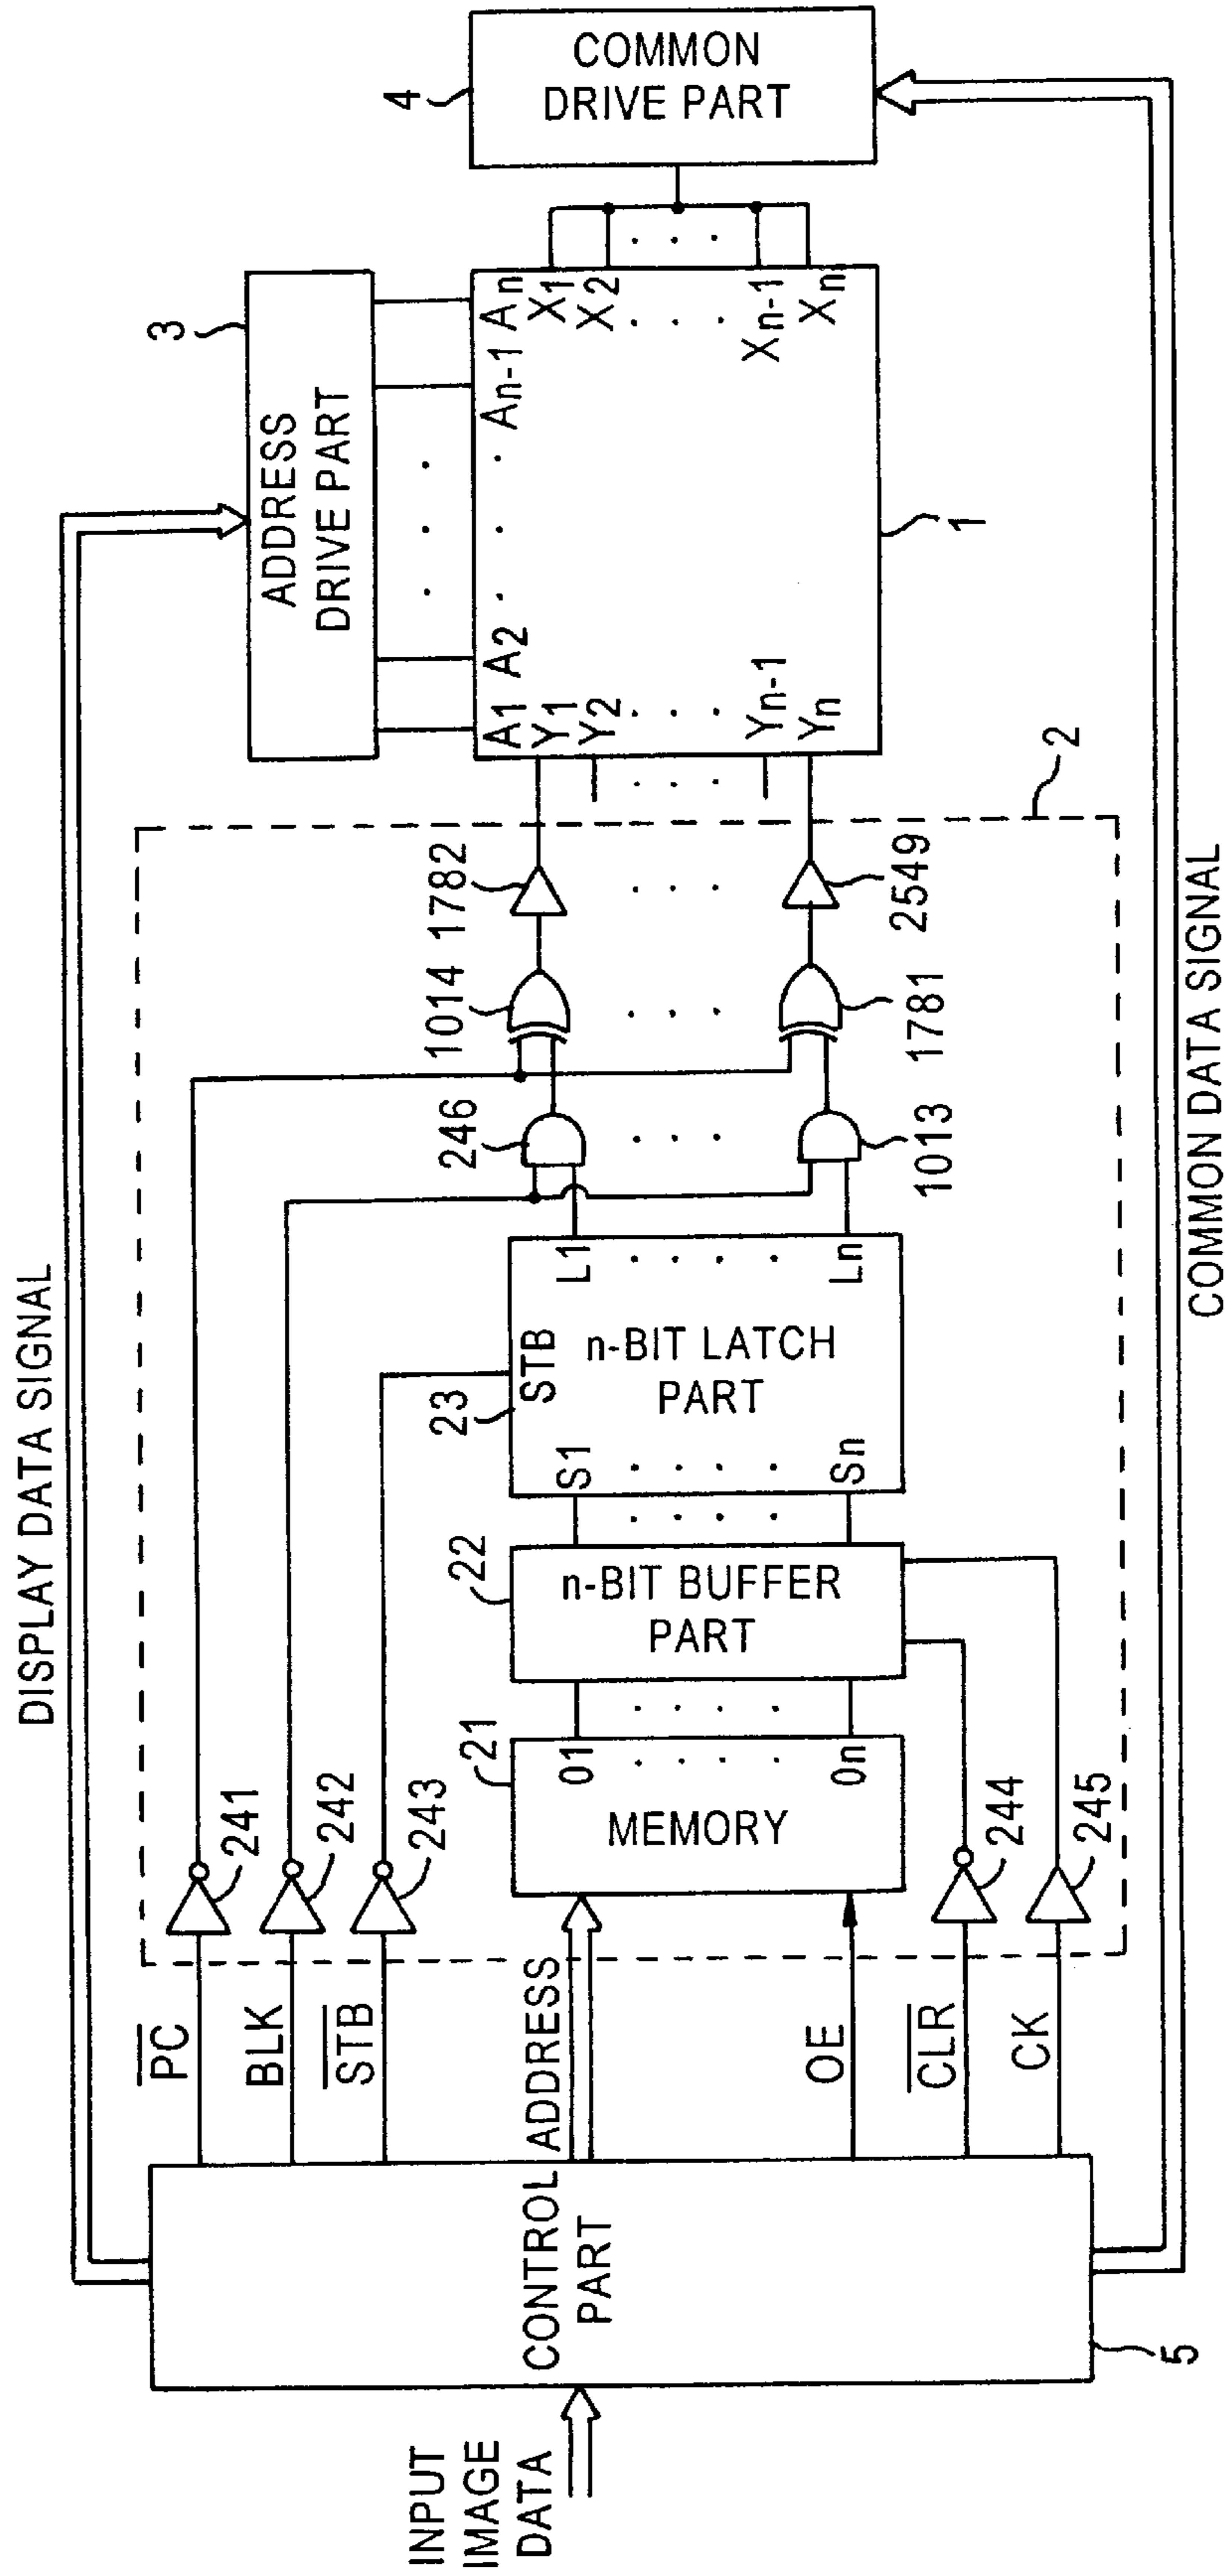 DISPLAY DATA SIGNAL
INPUT
IMAGE
DATA
CONTROL
PART
5
P̅C̅
BLK
S̅T̅B̅
ADDRESS
OE
C̅L̅R̅
CK
241
242
243
244
245
21
MEMORY
01
0n
22
n-BIT BUFFER
PART
23
STB
n-BIT LATCH
PART
S1
Sn
L1
Ln
246
1013
1014
1781
1782
2549
2
3
ADDRESS
DRIVE PART
A1
A2
An-1
An
Y1
Y2
Yn-1
Yn
X1
X2
Xn-1
Xn
1
4
COMMON
DRIVE PART
COMMON DATA SIGNAL